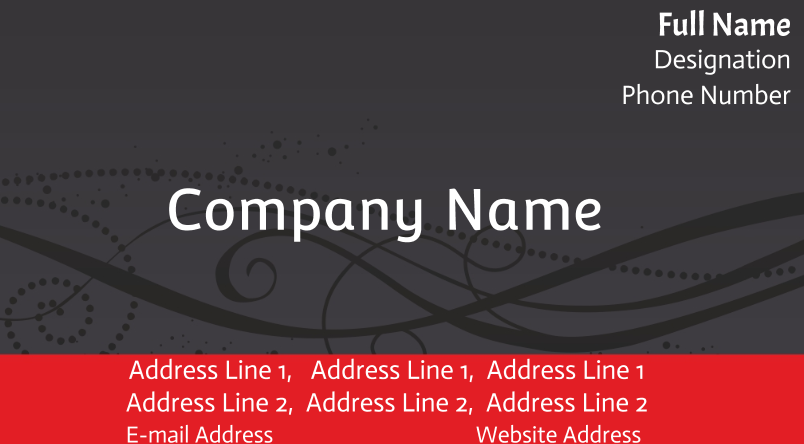 Full Name
Designation
Phone Number
Company Name
Address Line 1, Address Line 1, Address Line 1
Address Line 2, Address Line 2, Address Line 2
E-mail Address Website Address